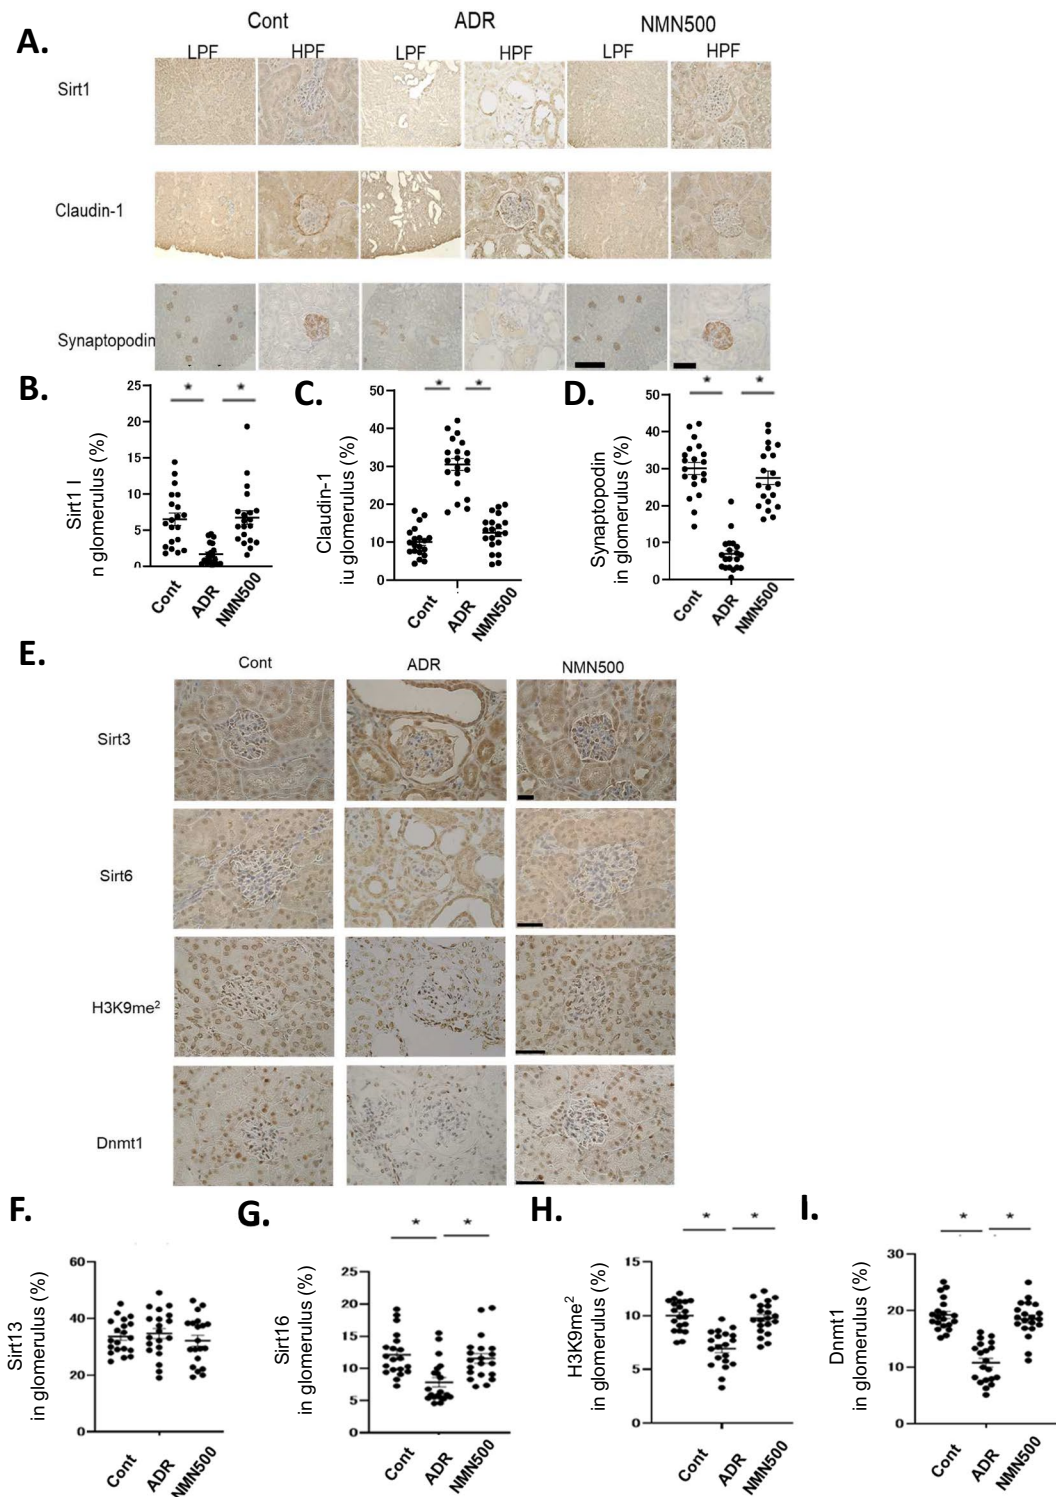 A.
Cont ADR NMN500
LPF HPF LPF HPF LPF HPF
Sirt1
Claudin-1
Synaptopodin
B.
*
*
25
20
15
10
5
0
Sirt1 I
n glomerulus (%)
Cont ADR NMN500
C.
*
*
50
40
30
20
10
0
Claudin-1
iu glomerulus (%)
Cont ADR NMN500
D.
*
*
50
40
30
20
10
0
Synaptopodin
in glomerulus (%)
Cont ADR NMN500
E.
Cont ADR NMN500
Sirt3
Sirt6
H3K9me²
Dnmt1
F.
60
40
20
0
Sirt13
in glomerulus (%)
Cont ADR NMN500
G.
*
*
25
20
15
10
5
0
Sirt16
in glomerulus (%)
Cont ADR NMN500
H.
*
*
15
10
5
0
H3K9me²
in glomerulus (%)
Cont ADR NMN500
I.
*
*
30
20
10
0
Dnmt1
in glomerulus (%)
Cont ADR NMN500